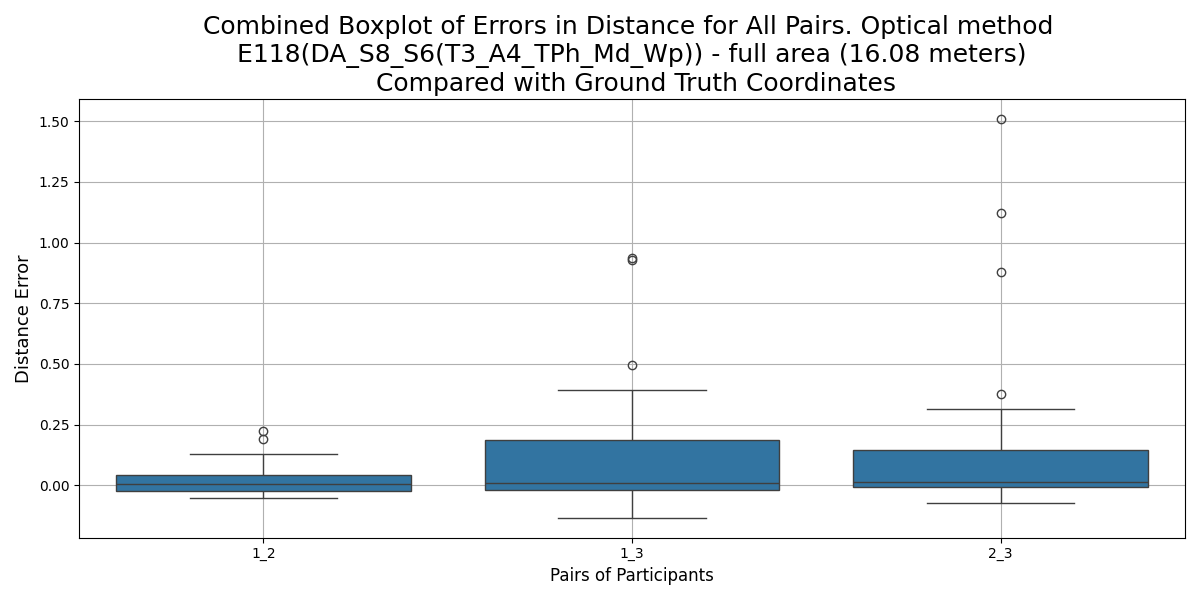 Combined Boxplot of Errors in Distance for All Pairs. Optical method
E118(DA_S8_S6(T3_A4_TPh_Md_Wp)) - full area (16.08 meters)
Compared with Ground Truth Coordinates
Distance Error
1.50
1.25
1.00
0.75
0.50
0.25
0.00
1_2
1_3
2_3
Pairs of Participants